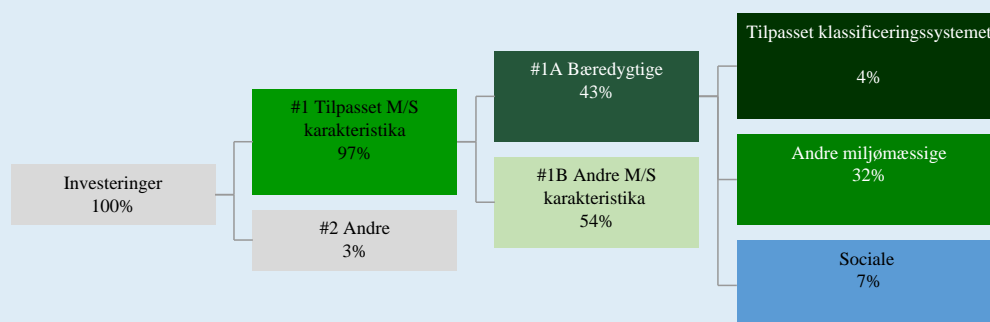 Investeringer
100%
#1 Tilpasset M/S
karakteristika
97%
#2 Andre
3%
#1A Bæredygtige
43%
#1B Andre M/S
karakteristika
54%
Tilpasset klassificeringssystemet
4%
Andre miljømæssige
32%
Sociale
7%